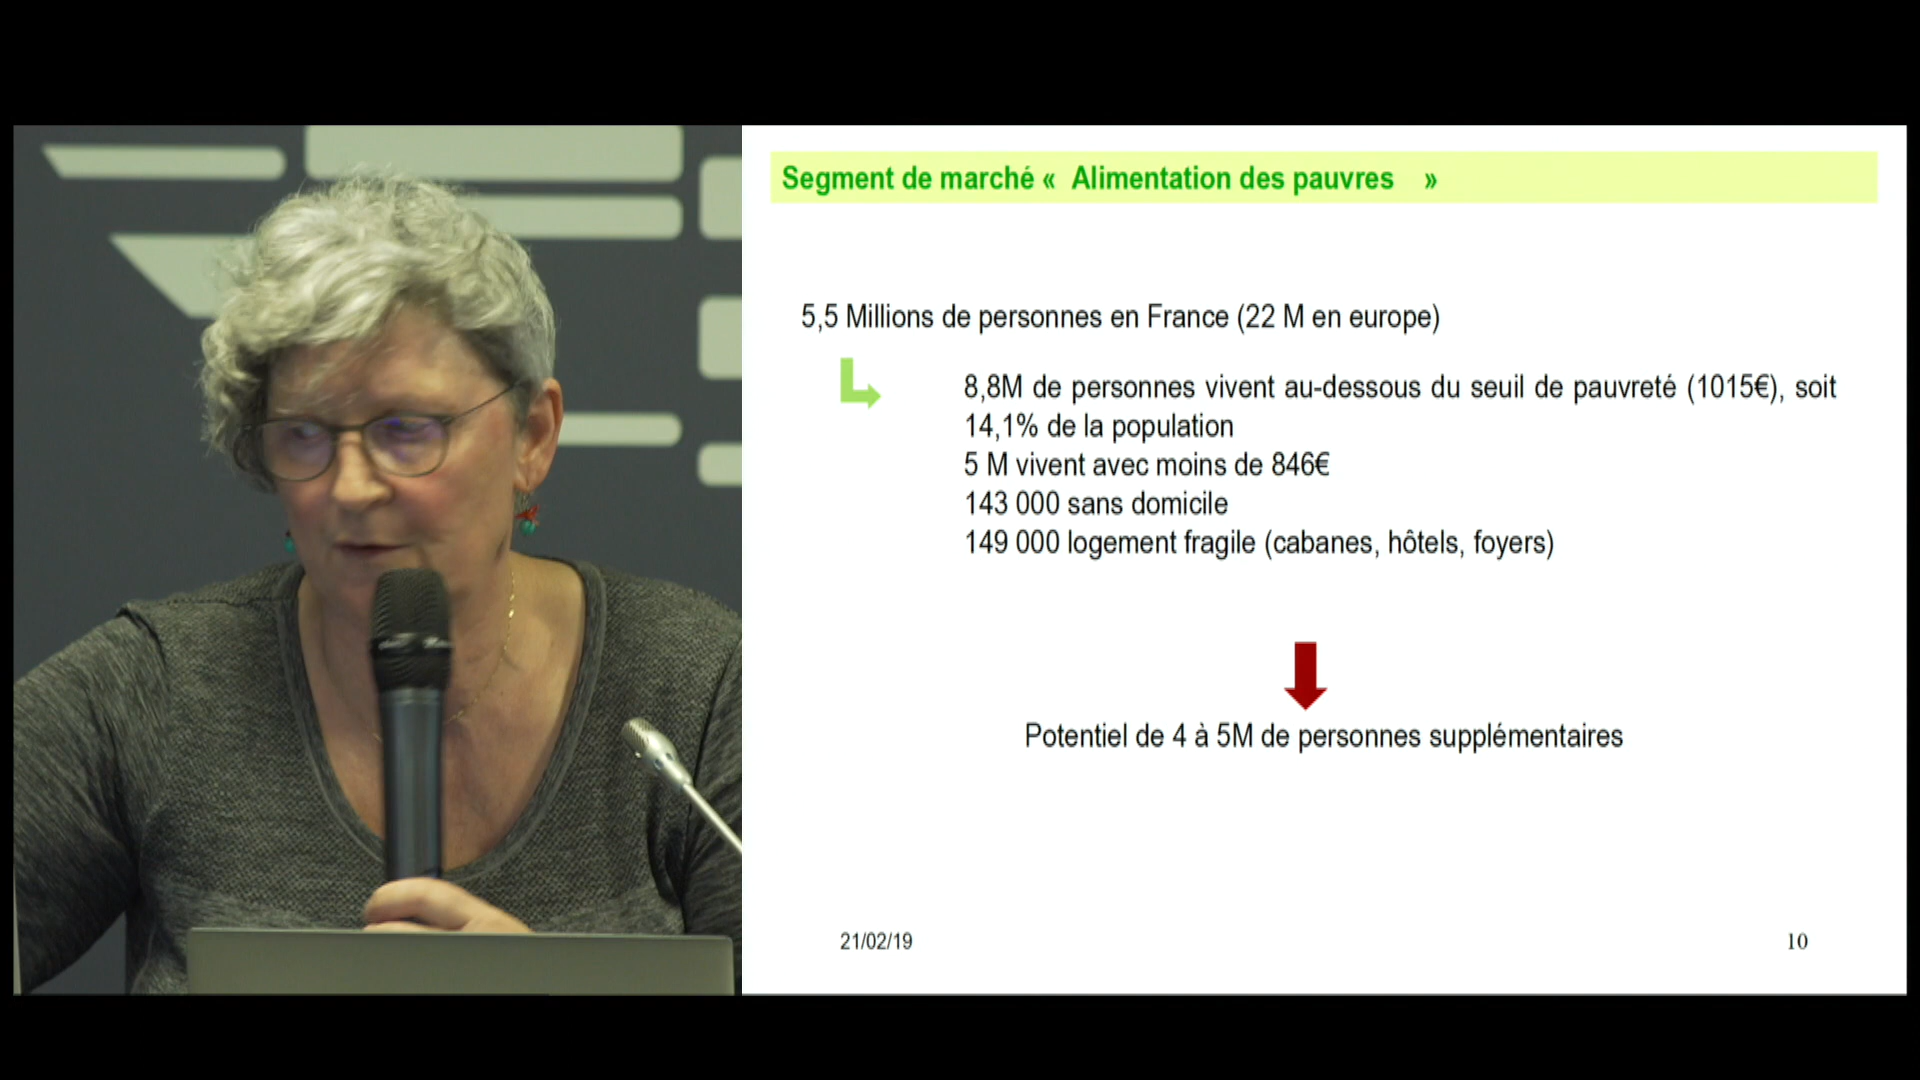 Segment de marché « Alimentation des pauvres »
5,5 Millions de personnes en France (22 M en europe)
8,8M de personnes vivent au-dessous du seuil de pauvreté (1015€), soit
14,1% de la population
5 M vivent avec moins de 846€
143 000 sans domicile
149 000 logement fragile (cabanes, hôtels, foyers)
Potentiel de 4 à 5M de personnes supplémentaires
21/02/19
10